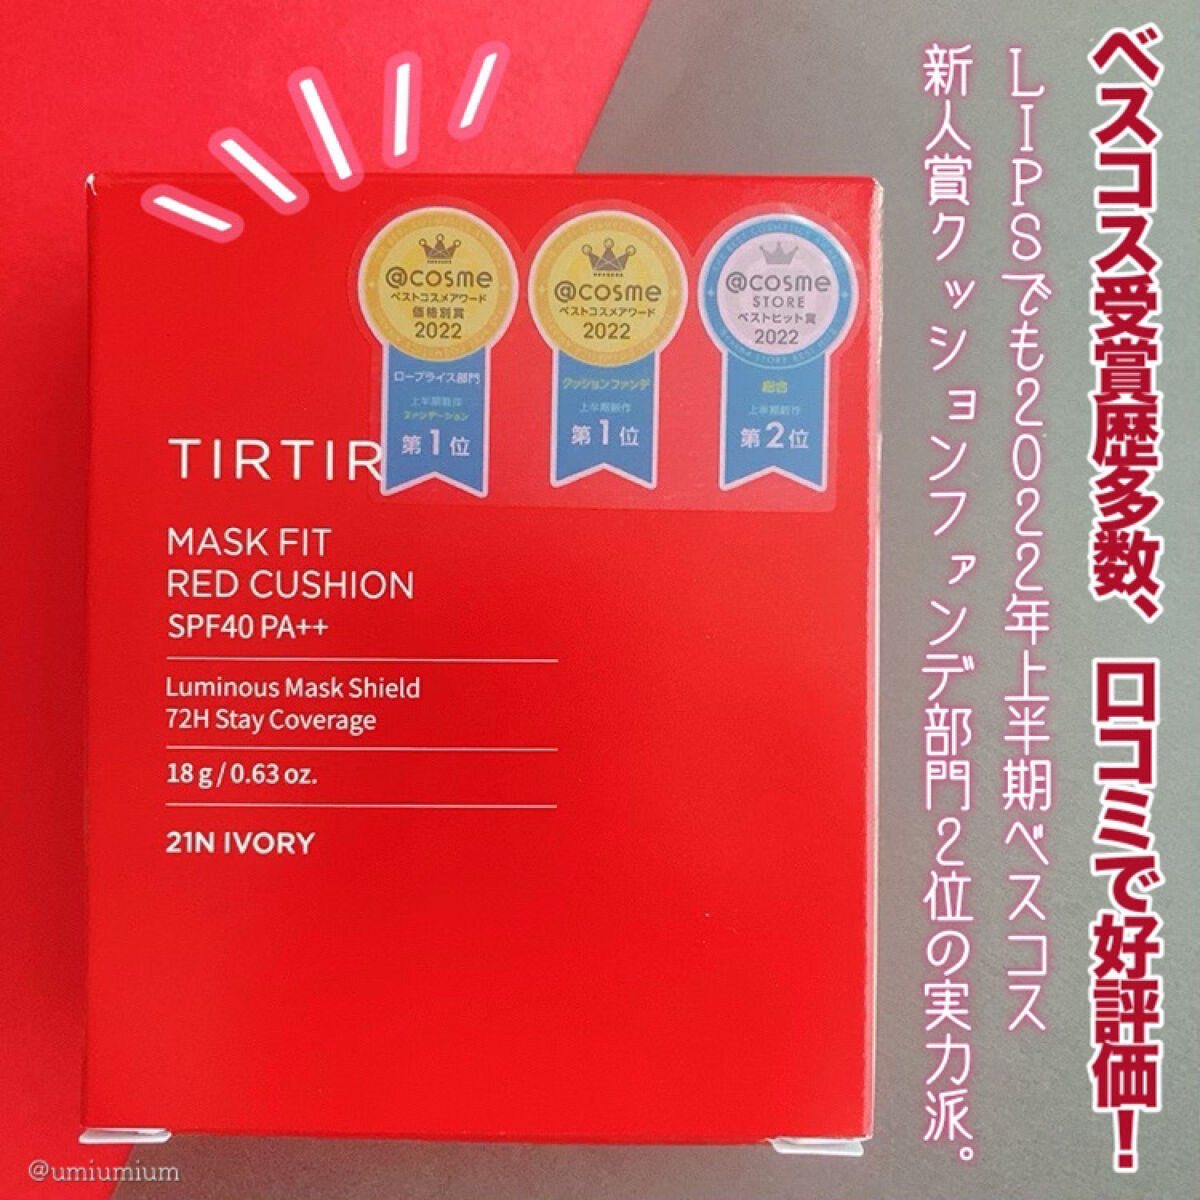 ベスコス受賞歴多数、口コミで好評価!
LIPSでも2022年上半期ベスコス
新人賞クッションファンデ部門2位の実力派。
@cosme
ベストコスメアワード
価格別賞
2022
ロープライス部門
上半期新作
ファンデーション
第1位
@cosme
ベストコスメアワード
2022
クッションファンデ
上半期新作
第1位
@cosme
STORE
ベストヒット賞
2022
総合
上半期新作
第2位
TIRTIR
MASK FIT
RED CUSHION
SPF40 PA++
Luminous Mask Shield
72H Stay Coverage
18 g / 0.63 oz.
21N IVORY
@umiumium